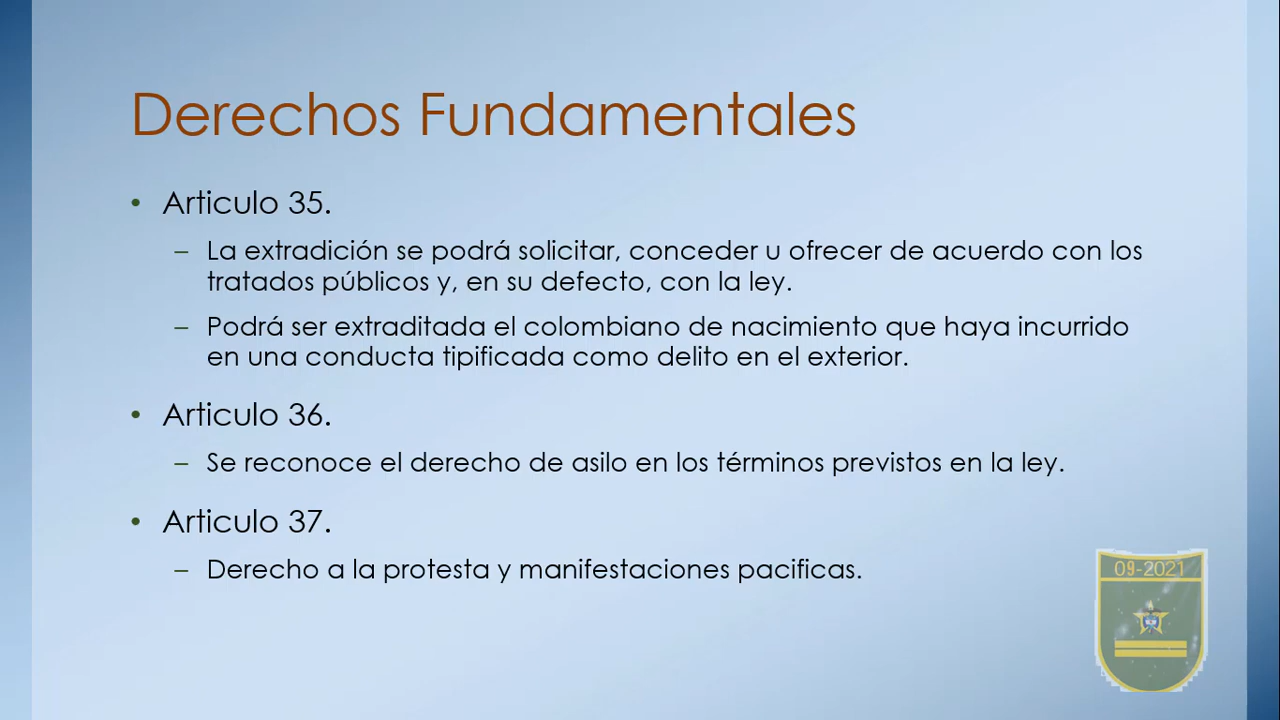 Derechos Fundamentales
• Articulo 35.
– La extradición se podrá solicitar, conceder u ofrecer de acuerdo con los
tratados públicos y, en su defecto, con la ley.
– Podrá ser extraditada el colombiano de nacimiento que haya incurrido
en una conducta tipificada como delito en el exterior.
• Articulo 36.
– Se reconoce el derecho de asilo en los términos previstos en la ley.
• Articulo 37.
– Derecho a la protesta y manifestaciones pacificas.
09-2021